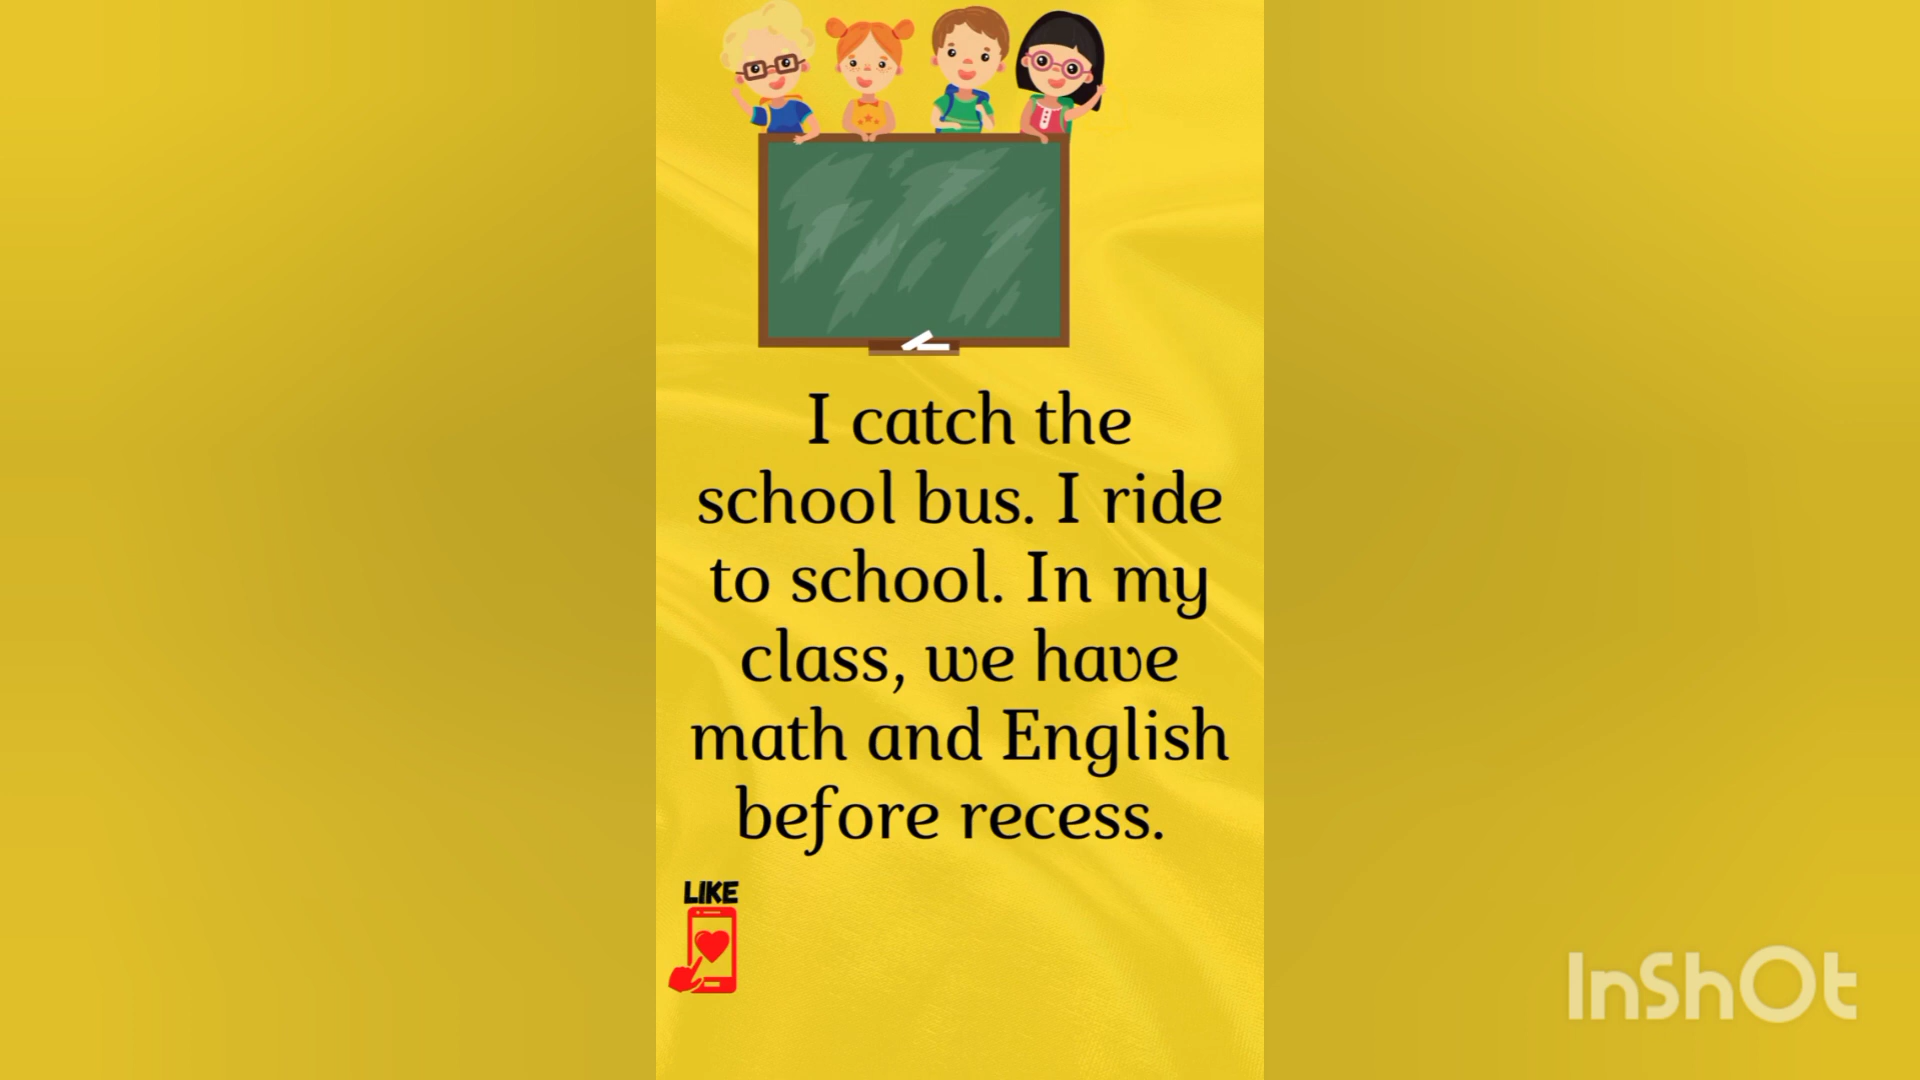 I catch the
school bus. I ride
to school. In my
class, we have
math and English
before recess.
LIKE
InShOt